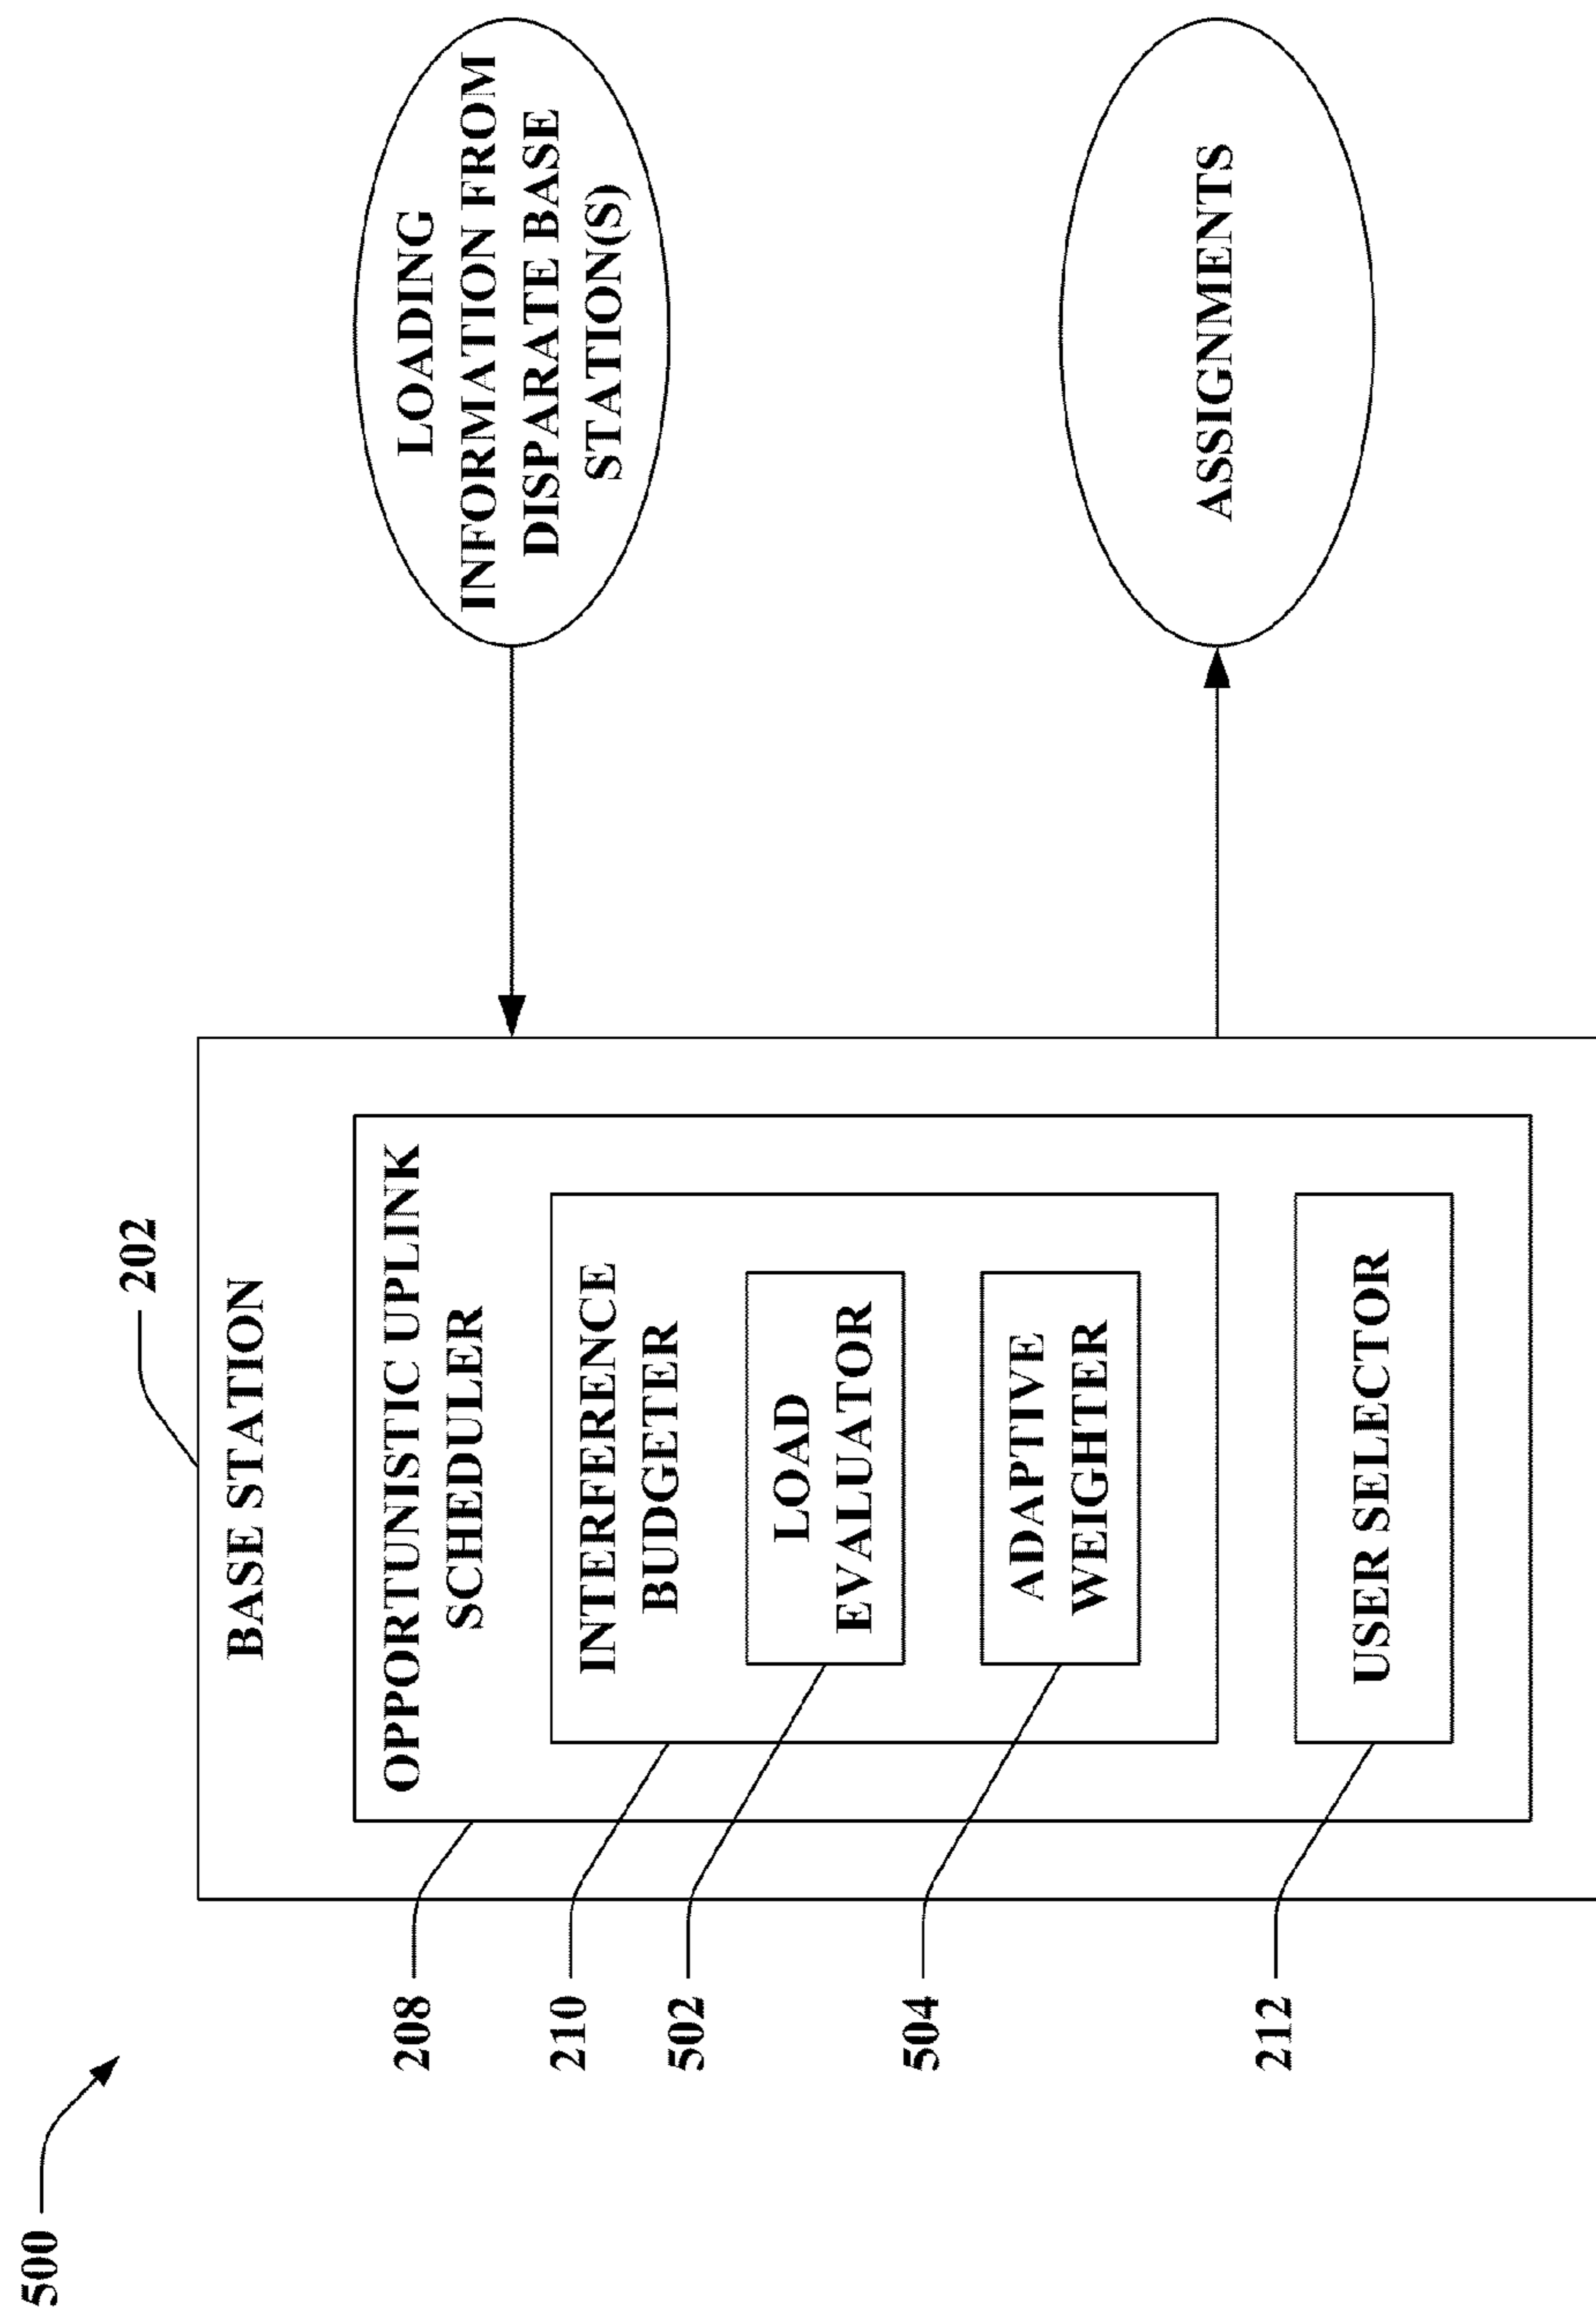 500
202
BASE STATION
208
OPPORTUNISTIC UPLINK
SCHEDULER
210
INTERFERENCE
BUDGETER
502
LOAD
EVALUATOR
504
ADAPTIVE
WEIGHTER
212
USER SELECTOR
LOADING
INFORMATION FROM
DISPARATE BASE
STATION(S)
ASSIGNMENTS